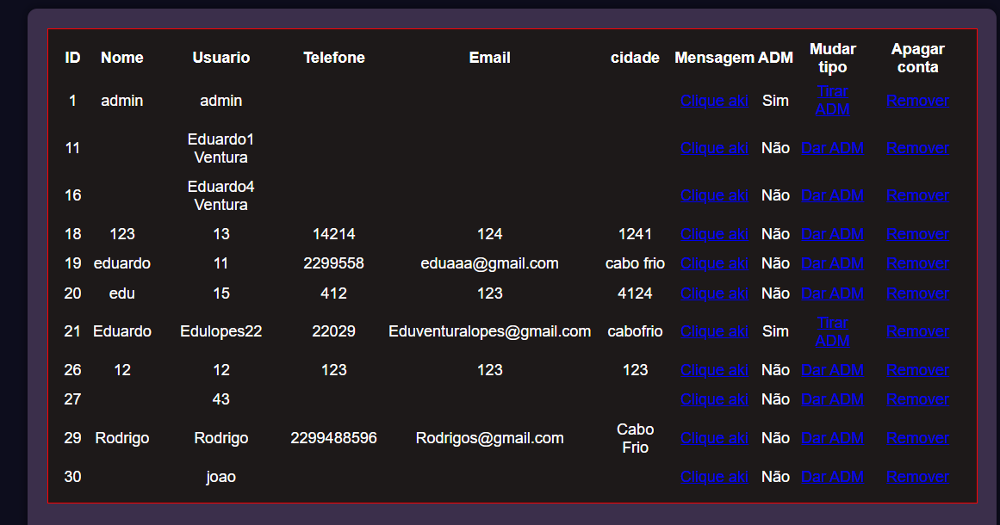 ID Nome Usuario Telefone Email cidade Mensagem ADM Mudar tipo Apagar conta
1 admin admin Clique aki Sim Tirar ADM Remover
11 Eduardo1 Ventura Clique aki Não Dar ADM Remover
16 Eduardo4 Ventura Clique aki Não Dar ADM Remover
18 123 13 14214 124 1241 Clique aki Não Dar ADM Remover
19 eduardo 11 2299558 eduaaa@gmail.com cabo frio Clique aki Não Dar ADM Remover
20 edu 15 412 123 4124 Clique aki Não Dar ADM Remover
21 Eduardo Edulopes22 22029 Eduventuralopes@gmail.com cabofrio Clique aki Sim Tirar ADM Remover
26 12 12 123 123 123 Clique aki Não Dar ADM Remover
27 43 Clique aki Não Dar ADM Remover
29 Rodrigo Rodrigo 2299488596 Rodrigos@gmail.com Cabo Frio Clique aki Não Dar ADM Remover
30 joao Clique aki Não Dar ADM Remover